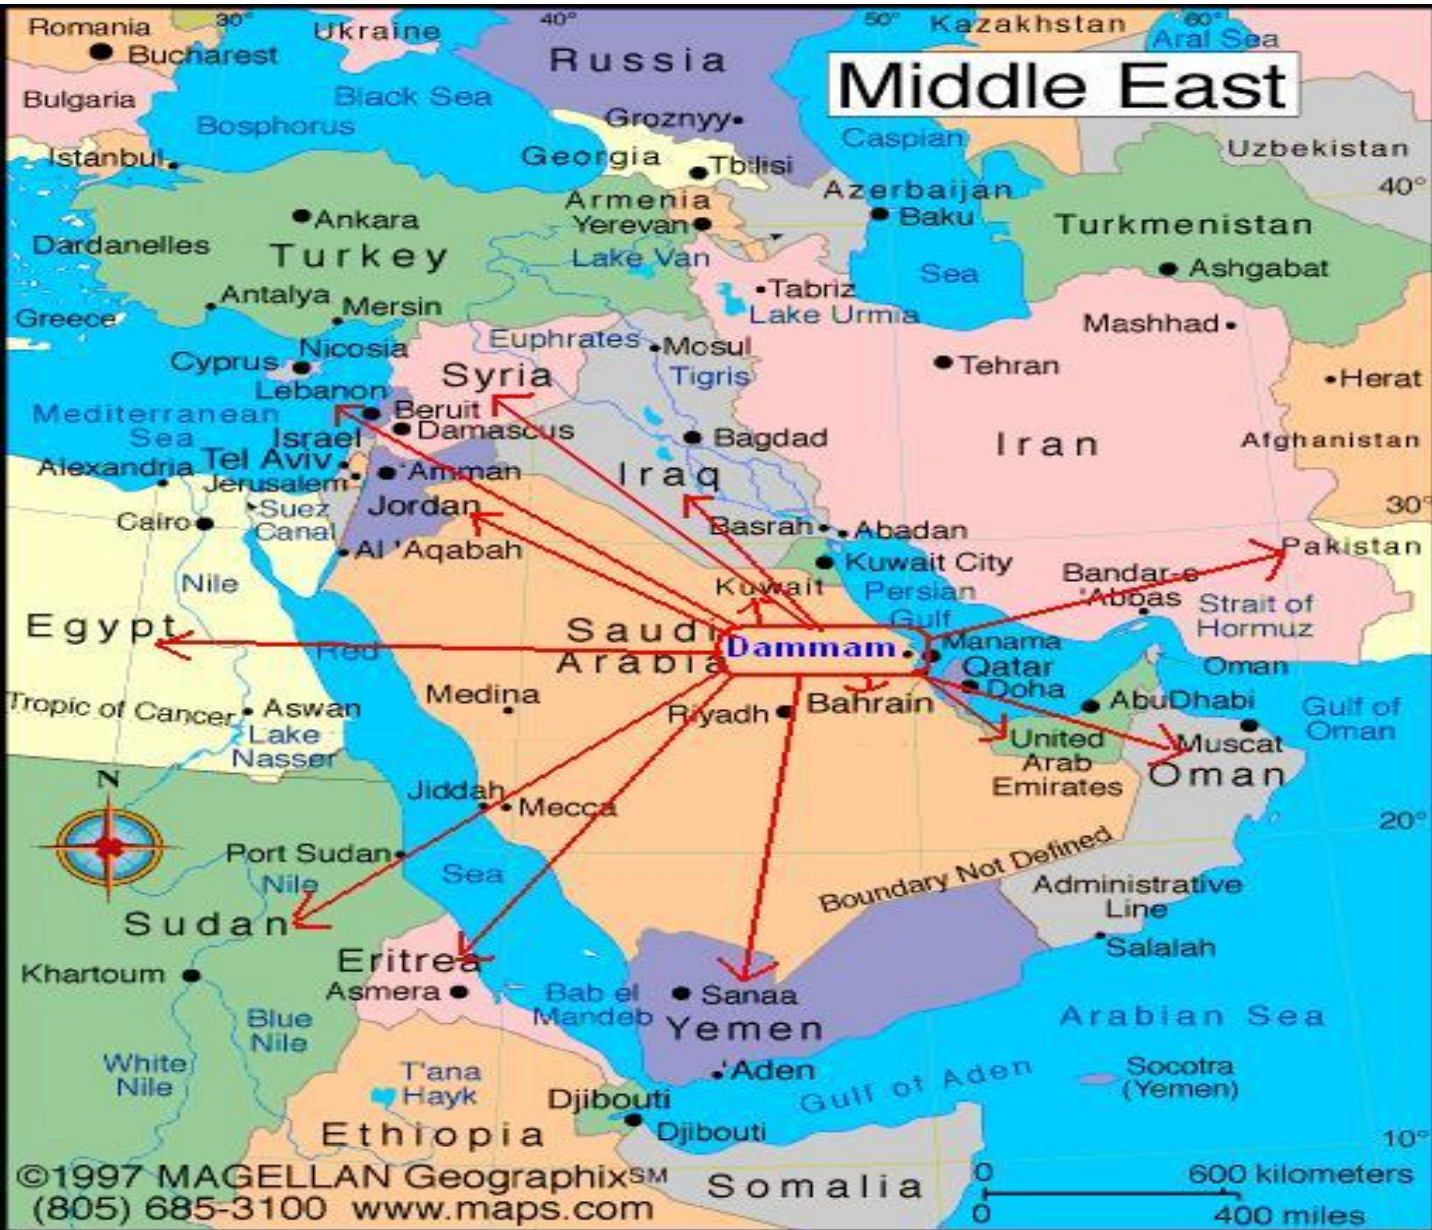 30°
40°
50°
60°
Romania
Bucharest
Ukraine
Russia
Kazakhstan
Aral Sea
Middle East
Bulgaria
Black Sea
Bosphorus
Groznyy
Caspian
Uzbekistan
Istanbul
Georgia
Tbilisi
40°
Armenia
Yerevan
Azerbaijan
Baku
Turkmenistan
Ankara
Dardanelles
Turkey
Lake Van
Sea
Ashgabat
Antalya
Mersin
Tabriz
Lake Urmia
Greece
Mashhad
Nicosia
Cyprus
Euphrates
Mosul
Tigris
Tehran
Herat
Syria
Lebanon
Mediterranean
Sea
Beruit
Damascus
Israel
Bagdad
Iran
Afghanistan
Alexandria
Tel Aviv
Jerusalem
'Amman
Iraq
Suez
Canal
Jordan
30°
Cairo
Basrah
Abadan
Al 'Aqabah
Kuwait City
Pakistan
Nile
Kuwait
Persian
Gulf
Bandar-e
'Abbas
Strait of
Hormuz
Egypt
Red
Saudi
Arabia
Dammam
Manama
Qatar
Doha
Oman
Medina
Riyadh
Bahrain
AbuDhabi
Gulf of
Oman
Tropic of Cancer
Aswan
Lake
Nasser
United
Arab
Emirates
Muscat
Oman
N
Jiddah
Mecca
20°
Port Sudan
Nile
Sea
Boundary Not Defined
Administrative
Line
Sudan
Salalah
Khartoum
Eritrea
Asmera
Bab el
Mandeb
Sanaa
Yemen
Arabian Sea
Blue
Nile
White
Nile
T'ana
Hayk
'Aden
Gulf of Aden
Socotra
(Yemen)
Djibouti
Djibouti
Ethiopia
10°
©1997 MAGELLAN Geographix℠
(805) 685-3100 www.maps.com
Somalia
0 600 kilometers
0 400 miles